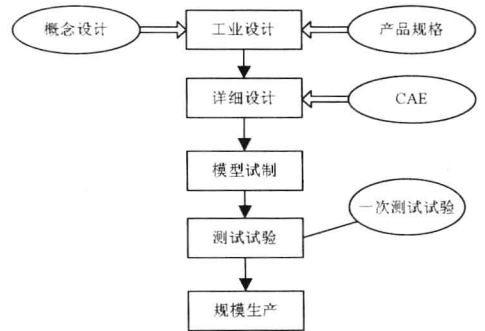 概念设计
工业设计
产品规格
详细设计
CAE
模型试制
一次测试试验
测试试验
规模生产